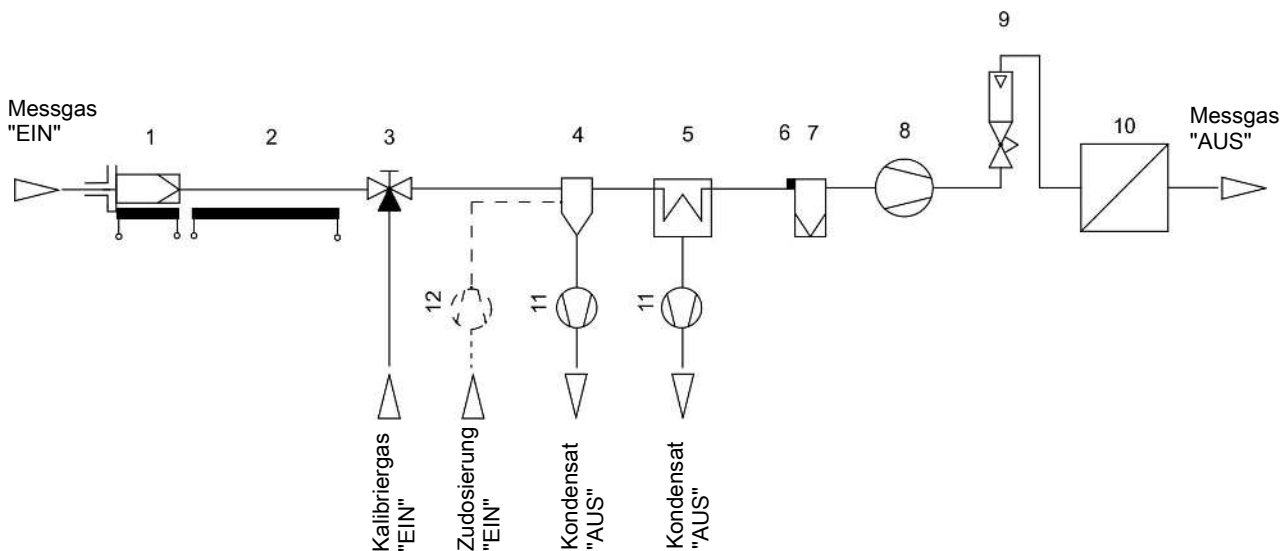 9
Messgas
"EIN"
1
2
3
4
5
6
7
8
10
Messgas
"AUS"
12
11
11
Kalibriergas
"EIN"
Zudosierung
"EIN"
Kondensat
"AUS"
Kondensat
"AUS"